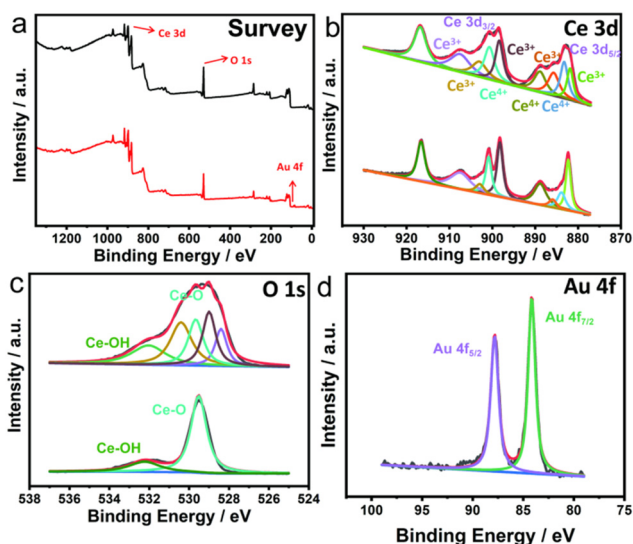 a
Survey
Ce 3d
O 1s
Au 4f
Intensity / a.u.
1200 1000 800 600 400 200 0
Binding Energy / eV
b
Ce 3d
Ce 3d3/2
Ce3+
Ce3+
Ce3+
Ce 3d5/2
Ce3+
Ce3+
Ce4+
Ce4+
Ce4+
Ce3+
Intensity / a.u.
930 920 910 900 890 880 870
Binding Energy / eV
c
O 1s
Ce-O
Ce-OH
Ce-O
Ce-OH
Intensity / a.u.
538 536 534 532 530 528 526 524
Binding Energy / eV
d
Au 4f
Au 4f7/2
Au 4f5/2
Intensity / a.u.
100 95 90 85 80
Binding Energy / eV